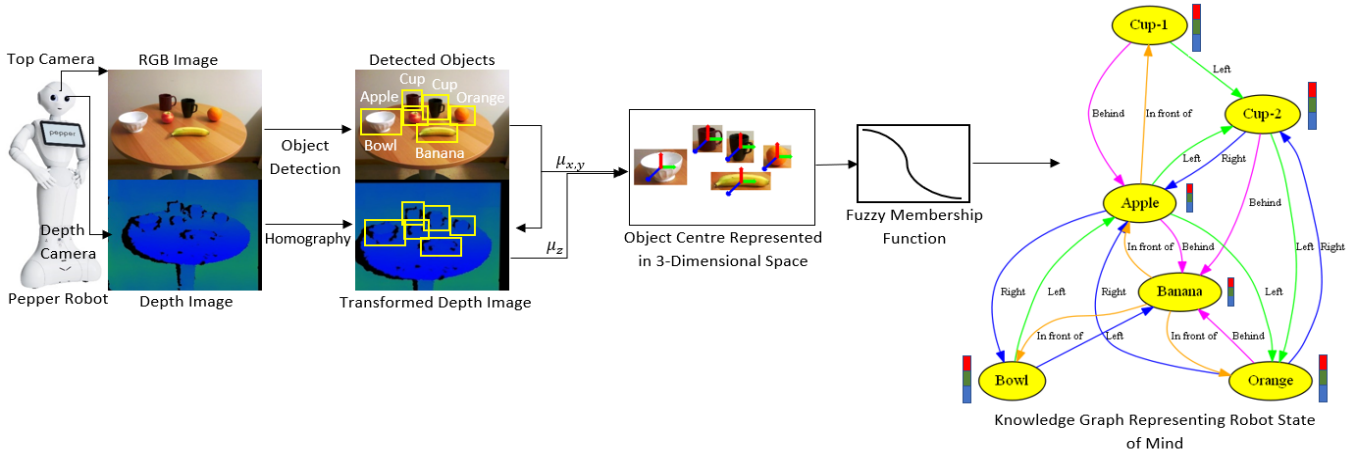 Top Camera
RGB Image
pepper
Depth
Camera
Pepper Robot
Depth Image
Object
Detection
Homography
Detected Objects
Cup
Cup
Apple
Orange
Bowl
Banana
Transformed Depth Image
μx,y
μz
Object Centre Represented
in 3-Dimensional Space
Fuzzy Membership
Function
Cup-1
Left
Behind
In front of
Cup-2
Left
Right
Behind
Apple
In front of
Behind
Left
Right
Banana
Right
Left
Right
Left
In front of
Left
In front of
Behind
Bowl
Orange
Knowledge Graph Representing Robot State
of Mind